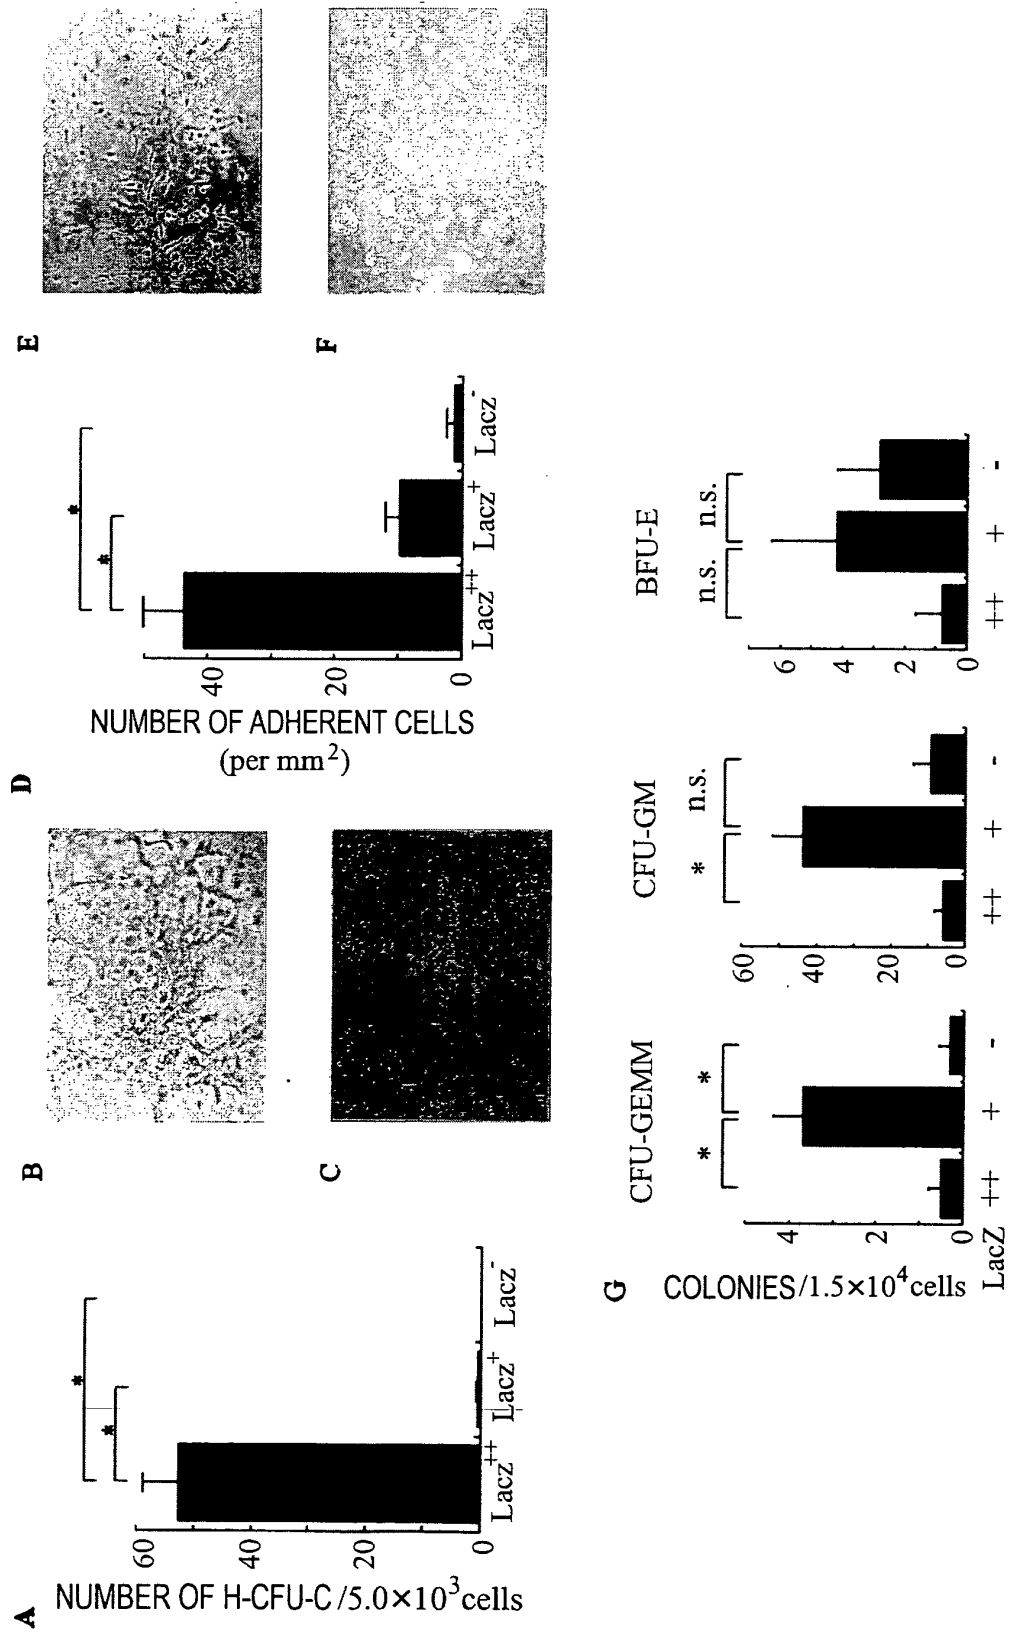 A
NUMBER OF H-CFU-C /5.0×10³cells
60
40
20
0
*
*
Lacz⁺⁺
Lacz⁺
Lacz⁻
B
C
D
NUMBER OF ADHERENT CELLS
(per mm²)
40
20
0
*
*
Lacz⁺⁺
Lacz⁺
Lacz⁻
E
F
G
COLONIES/1.5×10⁴cells
CFU-GEMM
*
*
4
2
0
LacZ ++ + -
CFU-GM
*
n.s.
60
40
20
0
++ + -
BFU-E
n.s.
n.s.
6
4
2
0
++ + -